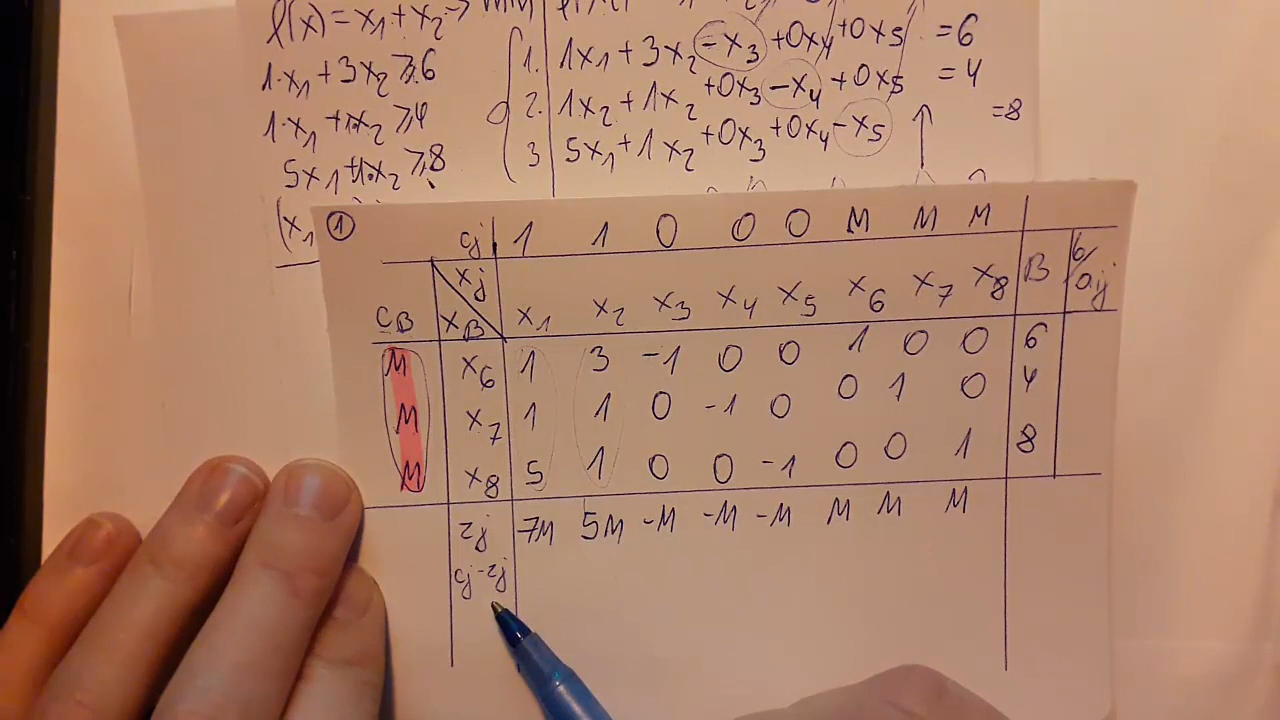 f(x) = x1 + x2 → min
1·x1 + 3x2 ≥ 6
1·x1 + 1x2 ≥ 4
5x1 + 1·x2 ≥ 8
(x1
1. 1x1 + 3x2 - x3 + 0x4 + 0x5 = 6
2. 1x2 + 1x2 + 0x3 - x4 + 0x5 = 4
3 5x1 + 1x2 + 0x3 + 0x4 - x5 = 8
①
cj 1 1 0 0 0 M M M
xj
cB xB x1 x2 x3 x4 x5 x6 x7 x8 B b/aij
M x6 1 3 -1 0 0 1 0 0 6
M x7 1 1 0 -1 0 0 1 0 4
M x8 5 1 0 0 -1 0 0 1 8
zj 7M 5M -M -M -M M M M
cj-zj